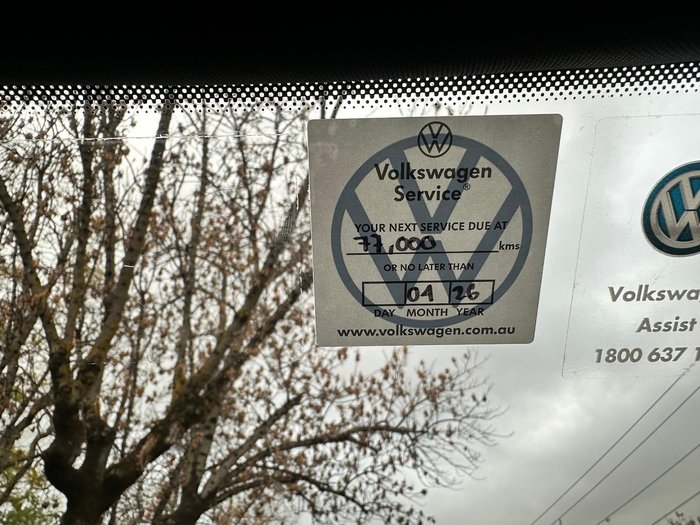 Volkswagen
Service®
YOUR NEXT SERVICE DUE AT
77,000 kms
OR NO LATER THAN
04 26
DAY MONTH YEAR
www.volkswagen.com.au
Volkswa
Assist
1800 637 1